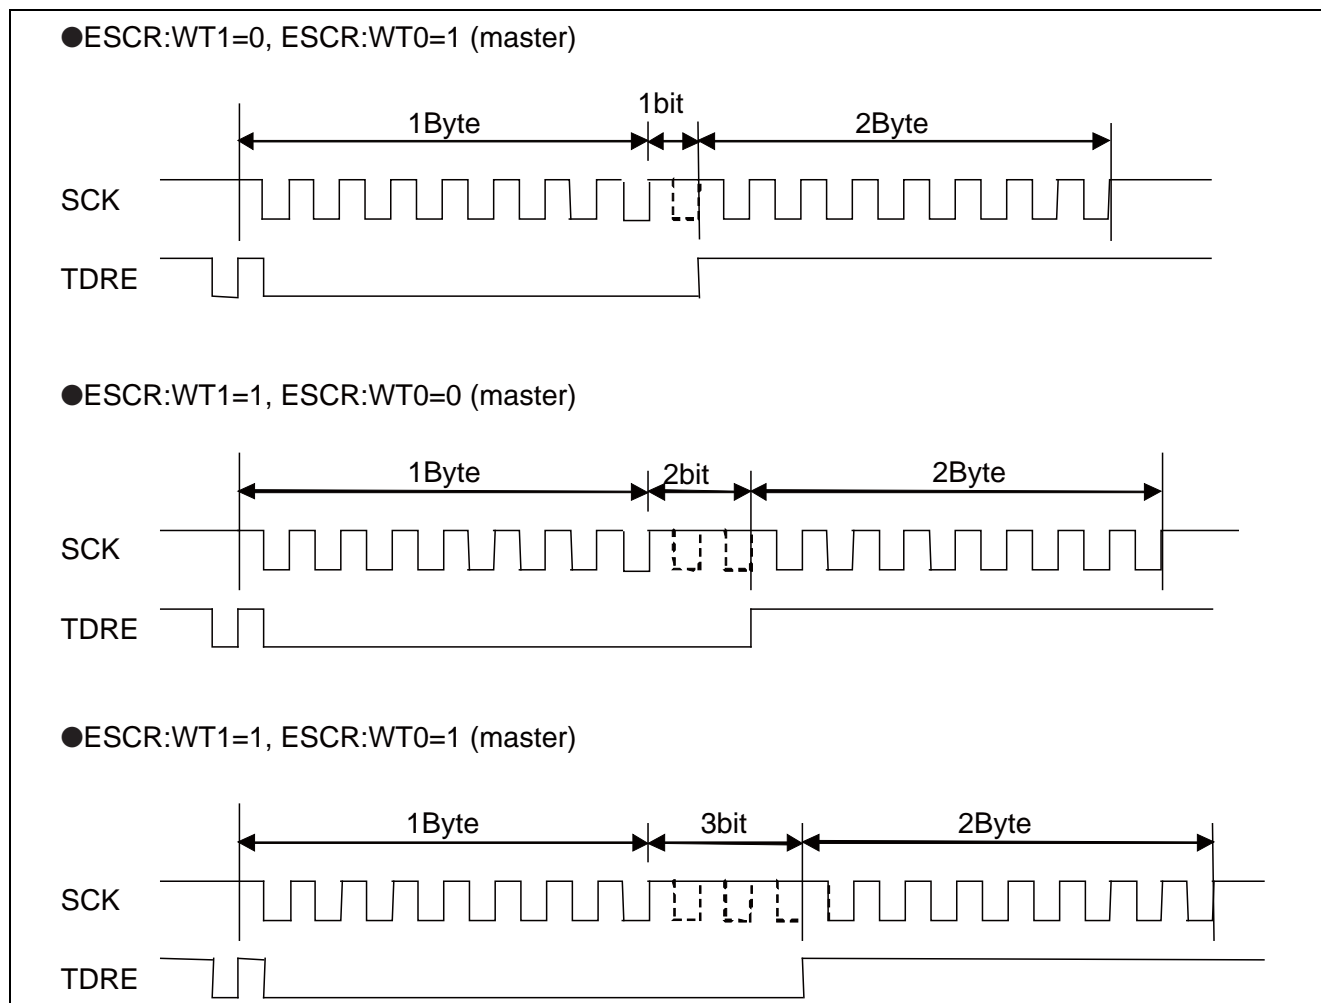 ●ESCR:WT1=0, ESCR:WT0=1 (master)
1Byte 1bit 2Byte
SCK
TDRE
●ESCR:WT1=1, ESCR:WT0=0 (master)
1Byte 2bit 2Byte
SCK
TDRE
●ESCR:WT1=1, ESCR:WT0=1 (master)
1Byte 3bit 2Byte
SCK
TDRE